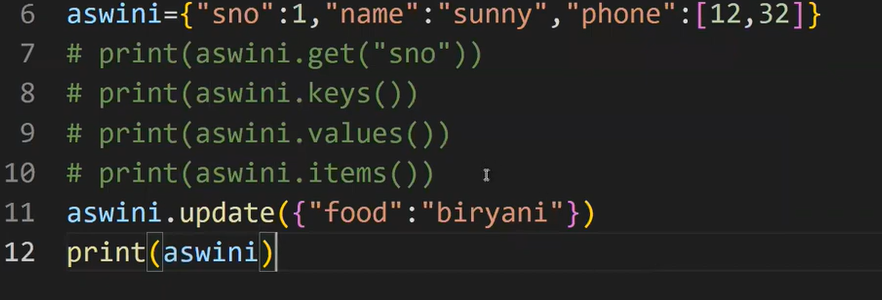 6 aswini={"sno":1,"name":"sunny","phone":[12,32]}
7 # print(aswini.get("sno"))
8 # print(aswini.keys())
9 # print(aswini.values())
10 # print(aswini.items())
11 aswini.update({"food":"biryani"})
12 print(aswini)